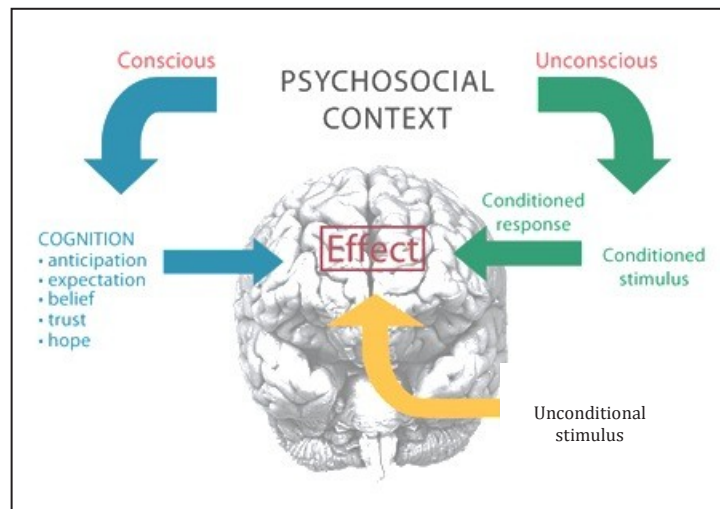 Conscious
Unconscious
PSYCHOSOCIAL
CONTEXT
COGNITION
• anticipation
• expectation
• belief
• trust
• hope
Effect
Conditioned
response
Conditioned
stimulus
Unconditional
stimulus